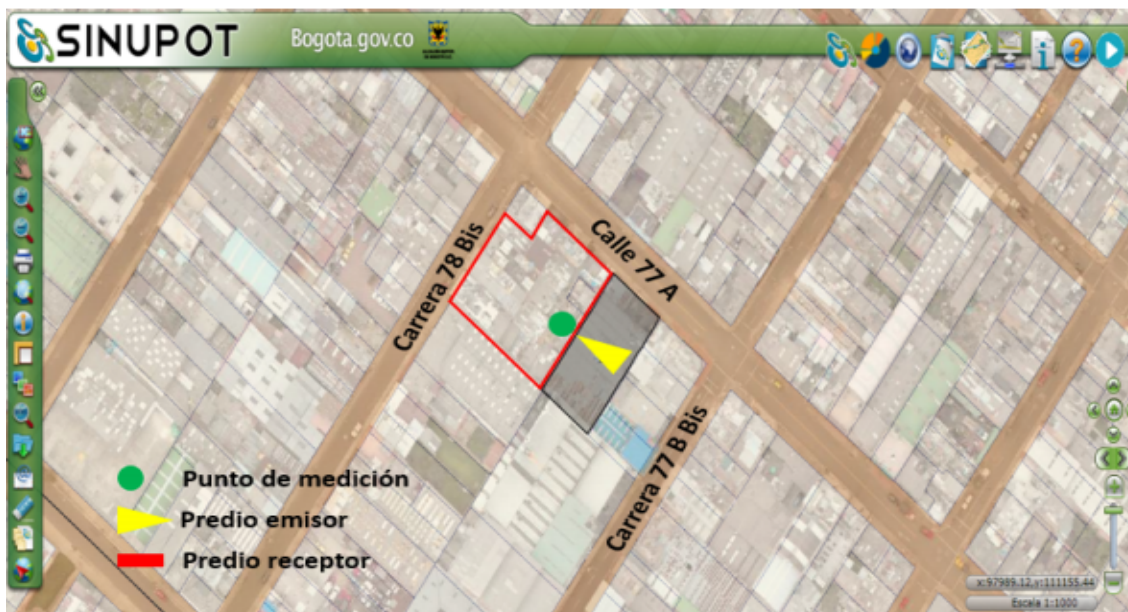 SINUPOT
Bogota.gov.co
Calle 77 A
Carrera 78 Bis
Carrera 77 B Bis
Punto de medición
Predio emisor
Predio receptor
x:97989.12,y:111155.44
Escala 1:1000